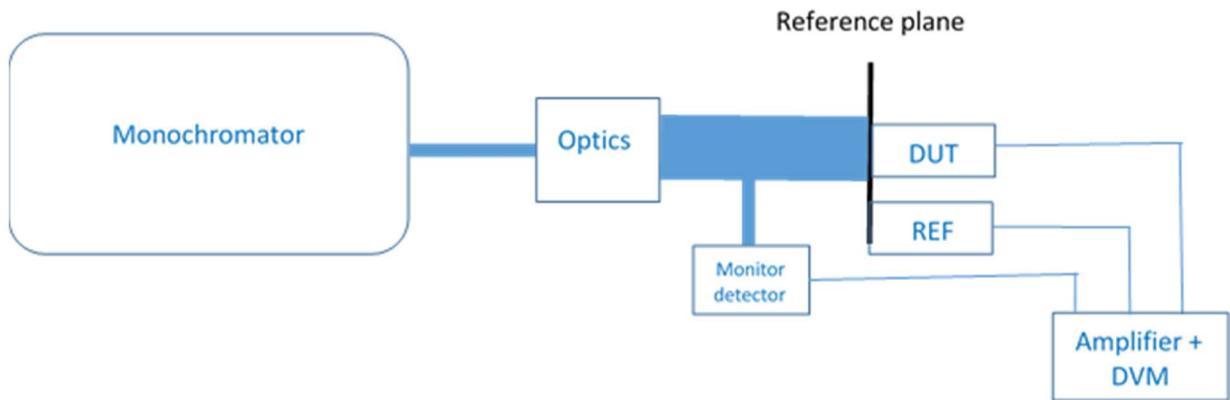 Reference plane
Monochromator
Optics
DUT
REF
Monitor
detector
Amplifier +
DVM